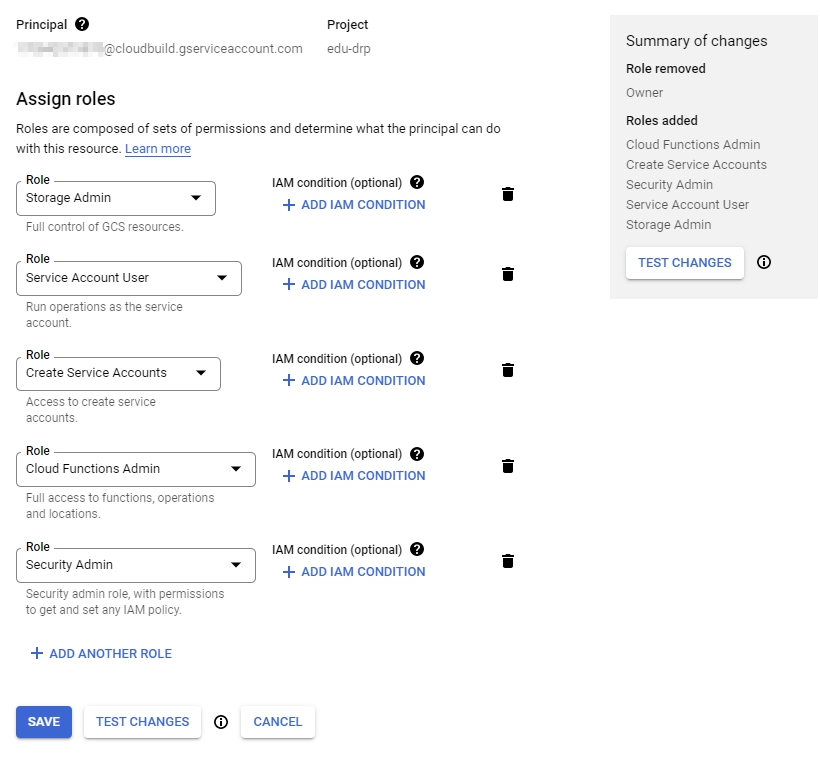 Principal
Project
@cloudbuild.gserviceaccount.com
edu-drp
Assign roles
Roles are composed of sets of permissions and determine what the principal can do
with this resource. Learn more
Role
Storage Admin
Full control of GCS resources.
IAM condition (optional)
ADD IAM CONDITION
Role
Service Account User
Run operations as the service
account.
IAM condition (optional)
ADD IAM CONDITION
Role
Create Service Accounts
Access to create service
accounts.
IAM condition (optional)
ADD IAM CONDITION
Role
Cloud Functions Admin
Full access to functions, operations
and locations.
IAM condition (optional)
ADD IAM CONDITION
Role
Security Admin
Security admin role, with permissions
to get and set any IAM policy.
IAM condition (optional)
ADD IAM CONDITION
ADD ANOTHER ROLE
SAVE
TEST CHANGES
CANCEL
Summary of changes
Role removed
Owner
Roles added
Cloud Functions Admin
Create Service Accounts
Security Admin
Service Account User
Storage Admin
TEST CHANGES